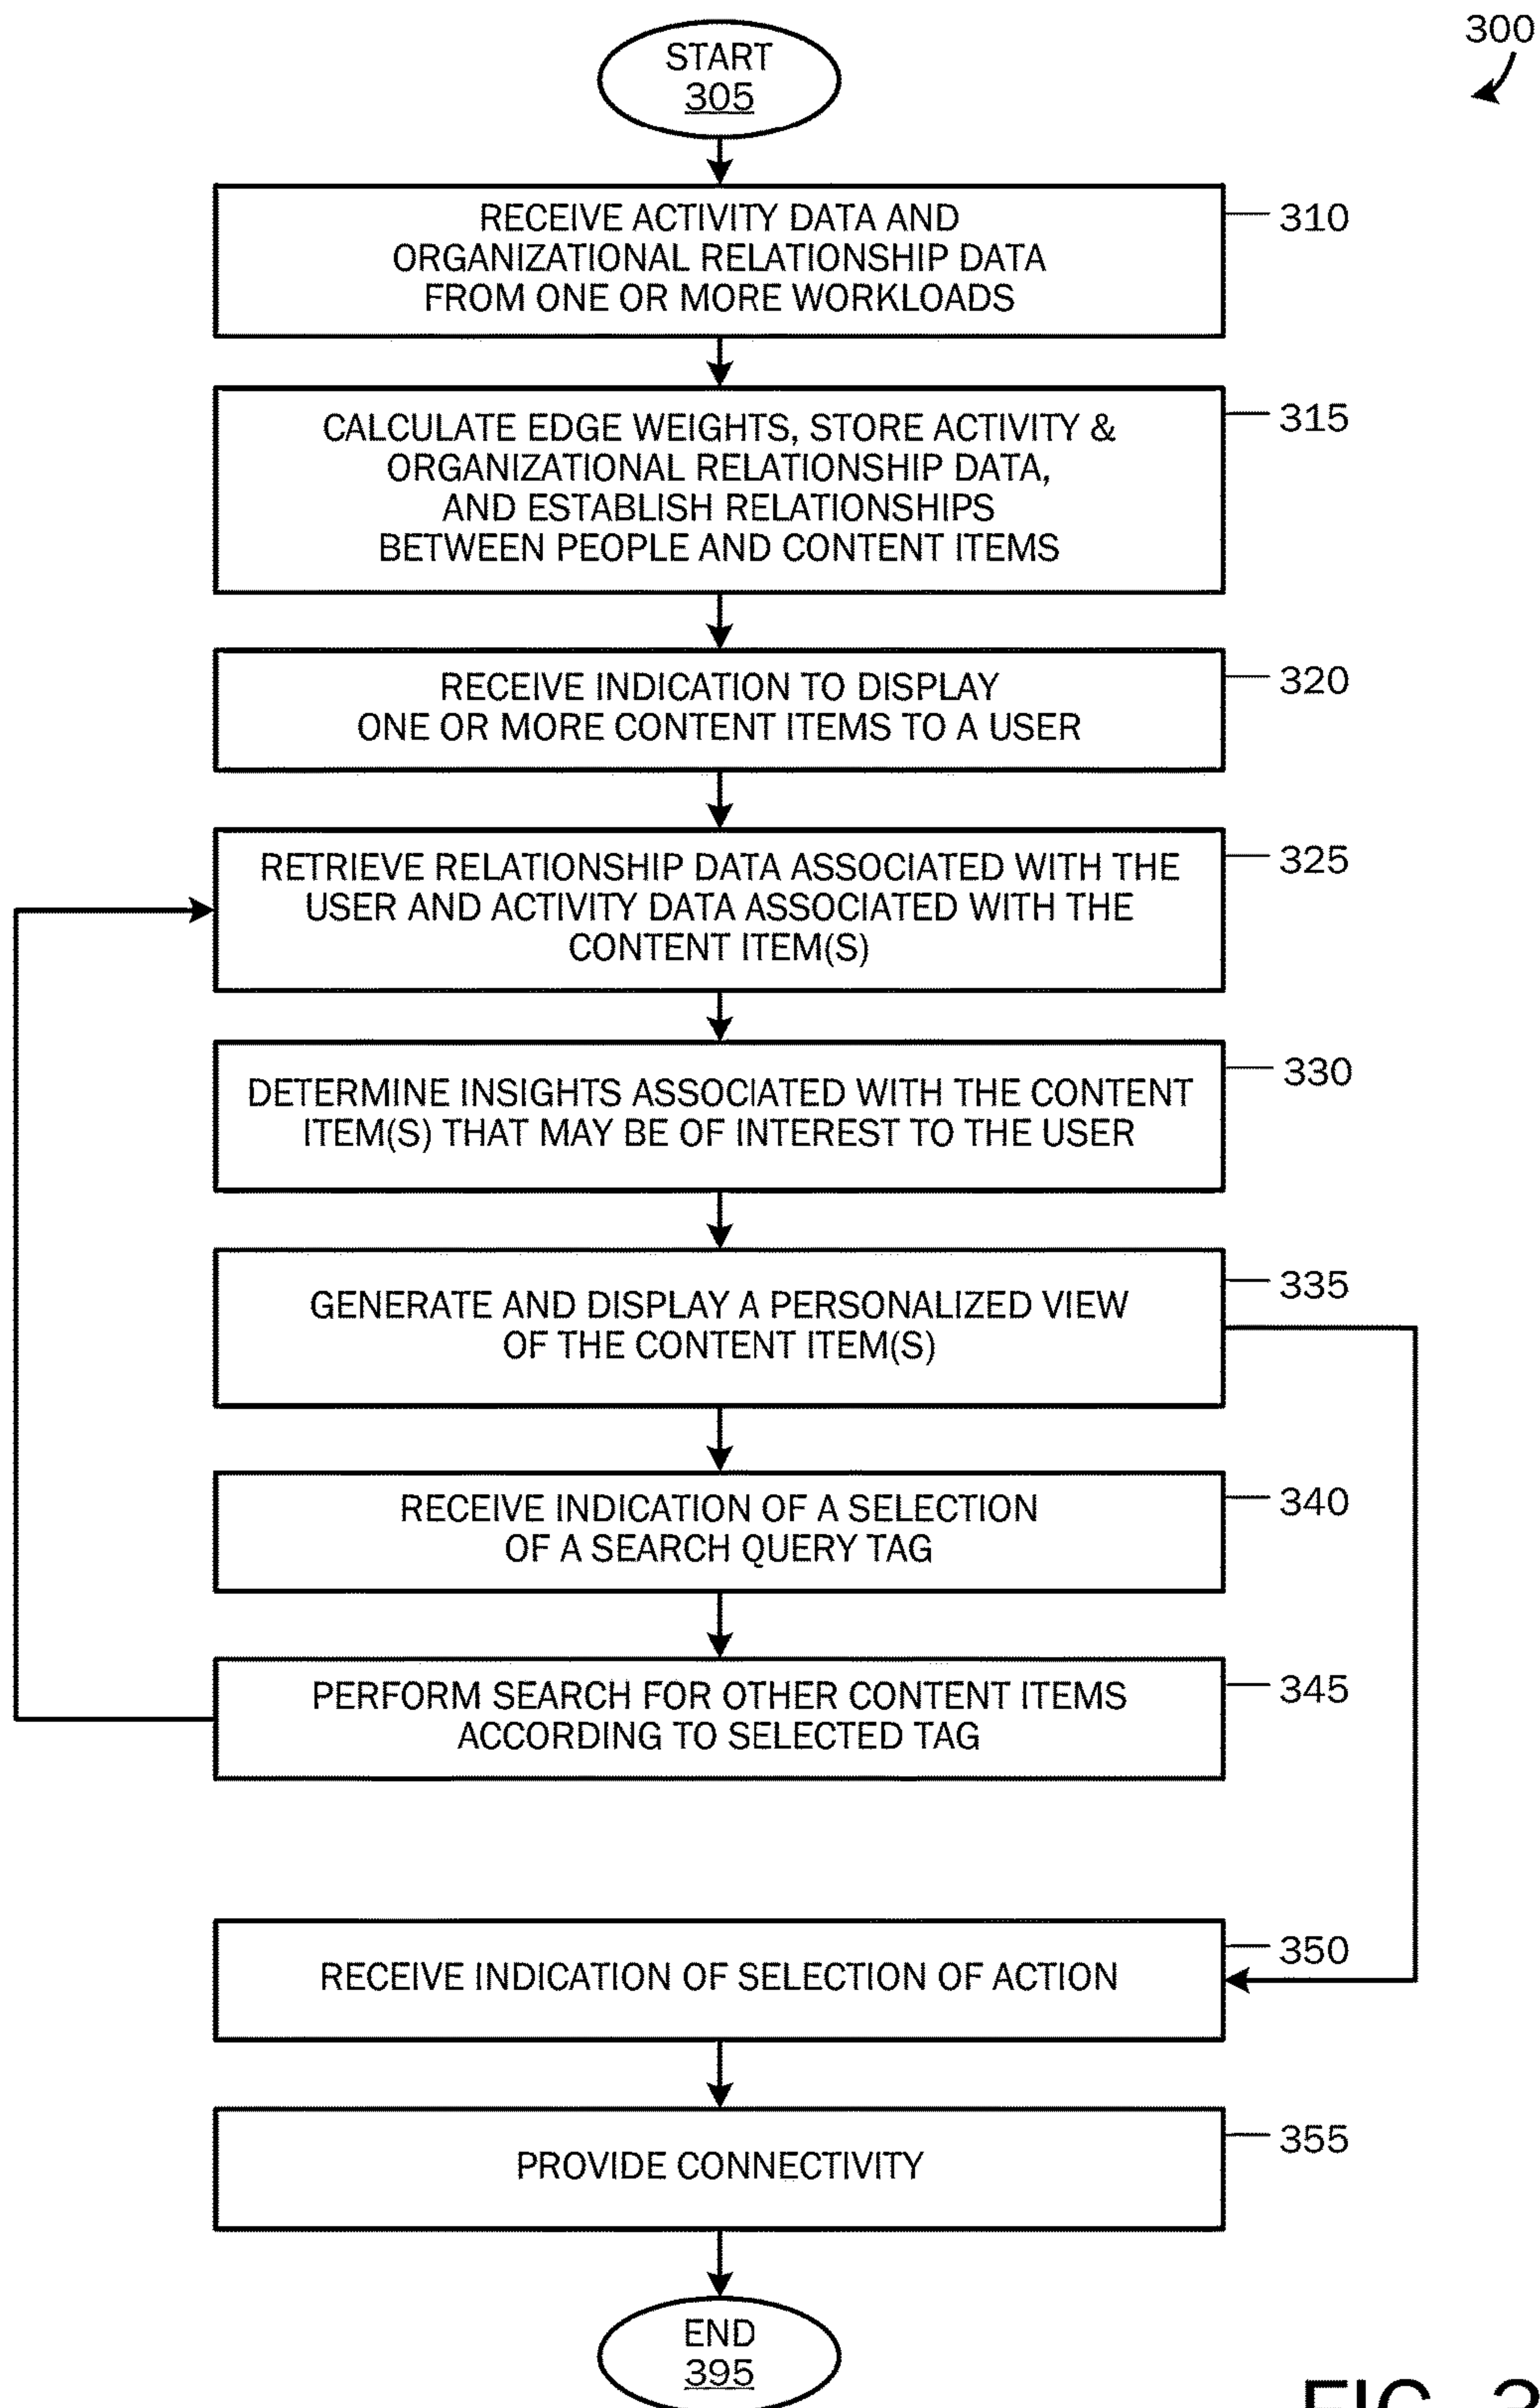 300
START
305
RECEIVE ACTIVITY DATA AND
ORGANIZATIONAL RELATIONSHIP DATA
FROM ONE OR MORE WORKLOADS
310
CALCULATE EDGE WEIGHTS, STORE ACTIVITY &
ORGANIZATIONAL RELATIONSHIP DATA,
AND ESTABLISH RELATIONSHIPS
BETWEEN PEOPLE AND CONTENT ITEMS
315
RECEIVE INDICATION TO DISPLAY
ONE OR MORE CONTENT ITEMS TO A USER
320
RETRIEVE RELATIONSHIP DATA ASSOCIATED WITH THE
USER AND ACTIVITY DATA ASSOCIATED WITH THE
CONTENT ITEM(S)
325
DETERMINE INSIGHTS ASSOCIATED WITH THE CONTENT
ITEM(S) THAT MAY BE OF INTEREST TO THE USER
330
GENERATE AND DISPLAY A PERSONALIZED VIEW
OF THE CONTENT ITEM(S)
335
RECEIVE INDICATION OF A SELECTION
OF A SEARCH QUERY TAG
340
PERFORM SEARCH FOR OTHER CONTENT ITEMS
ACCORDING TO SELECTED TAG
345
RECEIVE INDICATION OF SELECTION OF ACTION
350
PROVIDE CONNECTIVITY
355
END
395
FIG. 3